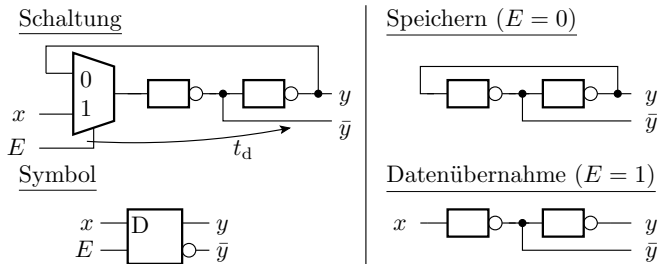 Schaltung
0
1
x
E
y
ȳ
t_d
Symbol
x
E
D
y
ȳ
Speichern (E = 0)
y
ȳ
Datenübernahme (E = 1)
x
y
ȳ